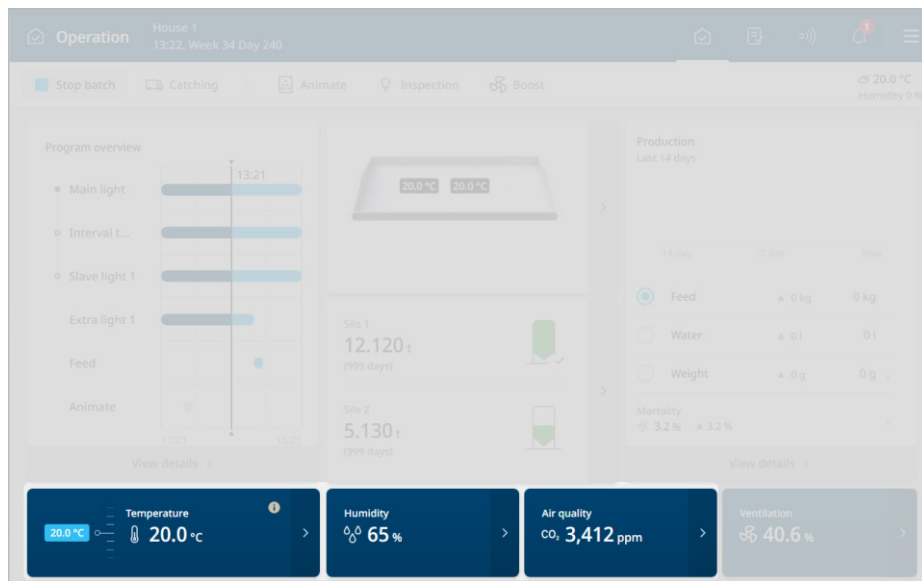 Operation
House 1
13:22, Week 34 Day 240
1
Stop batch
Catching
Animate
Inspection
Boost
20.0 °C
Humidity 0 %
Program overview
13:21
Main light
Interval t...
Slave light 1
Extra light 1
Feed
Animate
11:21
15:21
View details
20.0 °C
20.0 °C
Silo 1
12.120 t
(999 days)
Silo 2
5.130 t
(999 days)
Production
Last 14 days
-14 day
-7 day
Now
Feed
0 kg
0 kg
Water
0 l
0 l
Weight
0 g
0 g
Mortality
3.2 %
3.2 %
View details
Temperature
20.0 °C
20.0 °C
Humidity
65 %
Air quality
CO₂ 3,412 ppm
Ventilation
40.6 %